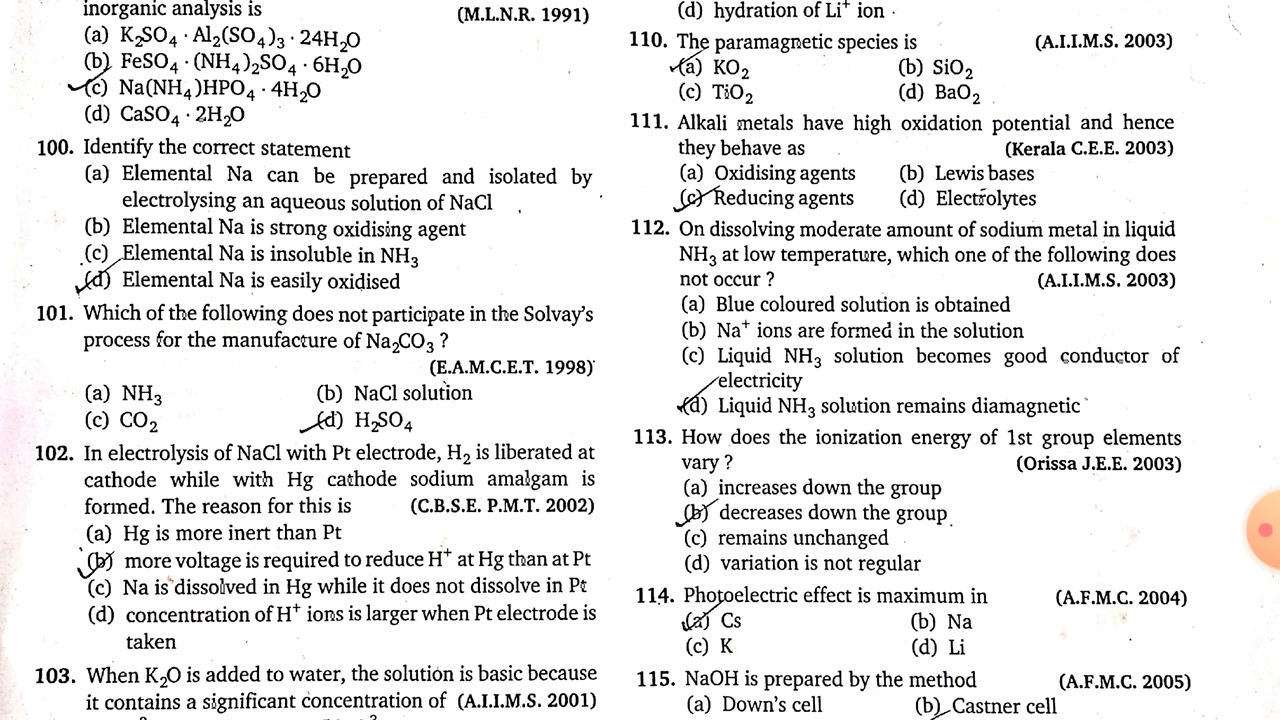 inorganic analysis is (M.L.N.R. 1991)
(a) K₂SO₄ · Al₂(SO₄)₃ · 24H₂O
(b) FeSO₄ · (NH₄)₂SO₄ · 6H₂O
(c) Na(NH₄)HPO₄ · 4H₂O
(d) CaSO₄ · 2H₂O
100. Identify the correct statement
(a) Elemental Na can be prepared and isolated by
electrolysing an aqueous solution of NaCl
(b) Elemental Na is strong oxidising agent
(c) Elemental Na is insoluble in NH₃
(d) Elemental Na is easily oxidised
101. Which of the following does not participate in the Solvay's
process for the manufacture of Na₂CO₃ ?
(E.A.M.C.E.T. 1998)
(a) NH₃ (b) NaCl solution
(c) CO₂ (d) H₂SO₄
102. In electrolysis of NaCl with Pt electrode, H₂ is liberated at
cathode while with Hg cathode sodium amalgam is
formed. The reason for this is (C.B.S.E. P.M.T. 2002)
(a) Hg is more inert than Pt
(b) more voltage is required to reduce H⁺ at Hg than at Pt
(c) Na is dissolved in Hg while it does not dissolve in Pt
(d) concentration of H⁺ ions is larger when Pt electrode is
taken
103. When K₂O is added to water, the solution is basic because
it contains a significant concentration of (A.I.I.M.S. 2001)
(d) hydration of Li⁺ ion
110. The paramagnetic species is (A.I.I.M.S. 2003)
(a) KO₂ (b) SiO₂
(c) TiO₂ (d) BaO₂
111. Alkali metals have high oxidation potential and hence
they behave as (Kerala C.E.E. 2003)
(a) Oxidising agents (b) Lewis bases
(c) Reducing agents (d) Electrolytes
112. On dissolving moderate amount of sodium metal in liquid
NH₃ at low temperature, which one of the following does
not occur ? (A.I.I.M.S. 2003)
(a) Blue coloured solution is obtained
(b) Na⁺ ions are formed in the solution
(c) Liquid NH₃ solution becomes good conductor of
electricity
(d) Liquid NH₃ solution remains diamagnetic
113. How does the ionization energy of 1st group elements
vary ? (Orissa J.E.E. 2003)
(a) increases down the group
(b) decreases down the group
(c) remains unchanged
(d) variation is not regular
114. Photoelectric effect is maximum in (A.F.M.C. 2004)
(a) Cs (b) Na
(c) K (d) Li
115. NaOH is prepared by the method (A.F.M.C. 2005)
(a) Down's cell (b) Castner cell